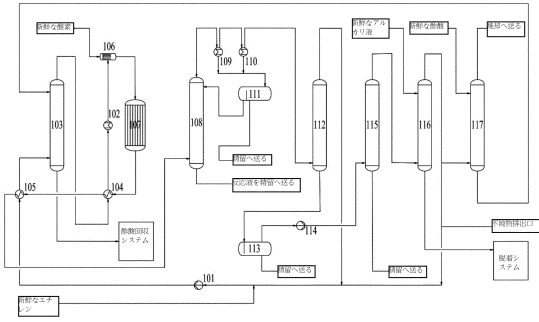 新鮮な酸素
106
新鮮なアル
カリ液
新鮮な酢酸
焼却へ送る
109
110
103
102
107
108
111
112
115
116
117
精留へ送る
105
104
反応液を精留へ送る
酢酸回収
システム
113
114
不純物排出口
精留へ送る
精留へ送る
脱着シ
ステム
101
新鮮なエチ
レン